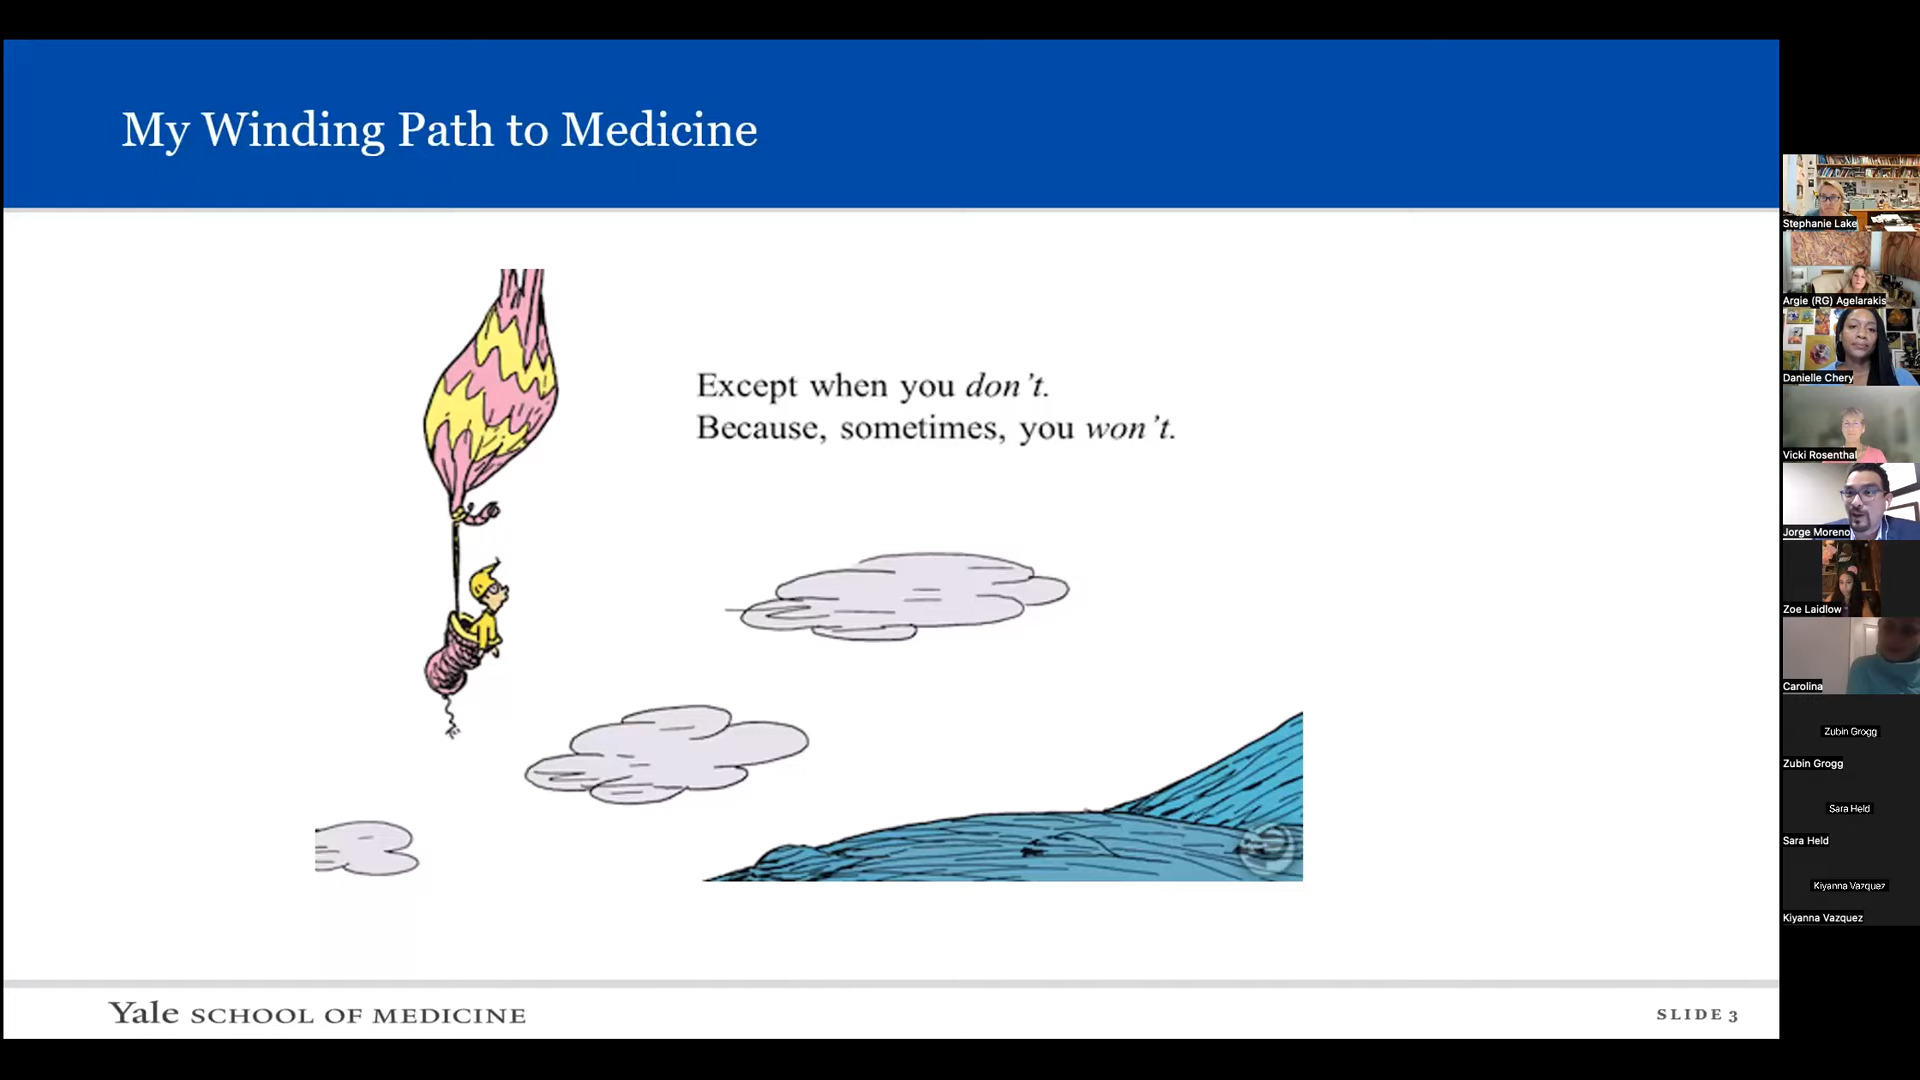 My Winding Path to Medicine
Except when you don't.
Because, sometimes, you won't.
Yale SCHOOL OF MEDICINE
SLIDE 3
Stephanie Lake
Argie (RG) Agelarakis
Danielle Chery
Vicki Rosenthal
Jorge Moreno
Zoe Laidlow
Carolina
Zubin Grogg
Zubin Grogg
Sara Held
Sara Held
Kiyanna Vazquez
Kiyanna Vazquez